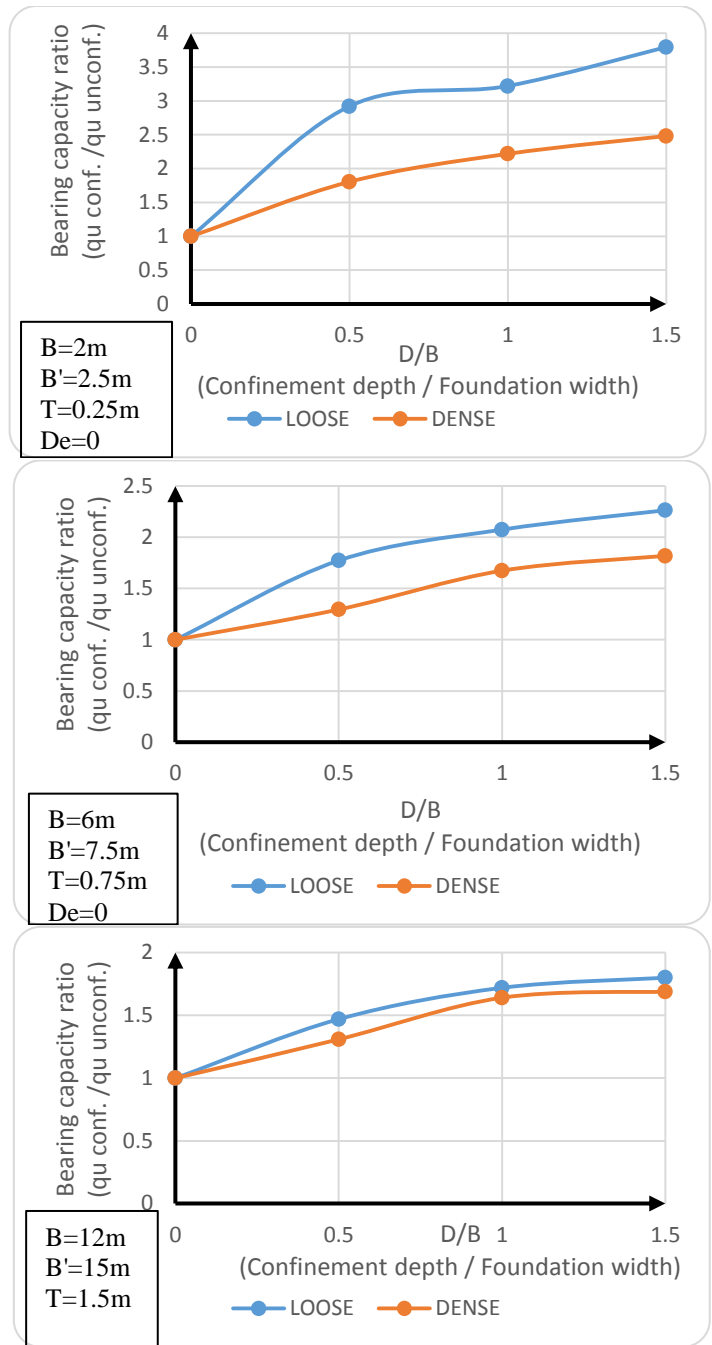 Bearing capacity ratio
(qu conf. /qu unconf.)
4
3.5
3
2.5
2
1.5
1
0.5
0
0 0.5 1 1.5
D/B
(Confinement depth / Foundation width)
LOOSE DENSE
B=2m
B'=2.5m
T=0.25m
De=0
Bearing capacity ratio
(qu conf. /qu unconf.)
2.5
2
1.5
1
0.5
0
0 0.5 1 1.5
D/B
(Confinement depth / Foundation width)
LOOSE DENSE
B=6m
B'=7.5m
T=0.75m
De=0
Bearing capacity ratio
(qu conf. /qu unconf.)
2
1.5
1
0.5
0
0 0.5 D/B 1 1.5
(Confinement depth / Foundation width)
LOOSE DENSE
B=12m
B'=15m
T=1.5m